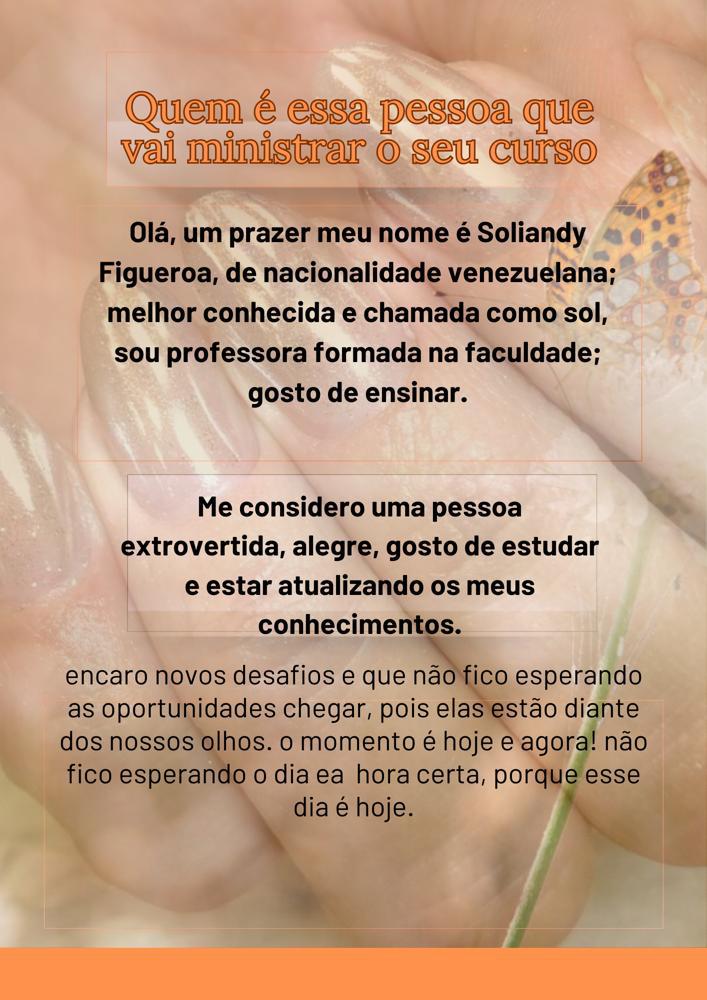 Quem é essa pessoa que
vai ministrar o seu curso
Olá, um prazer meu nome é Soliandy
Figueroa, de nacionalidade venezuelana;
melhor conhecida e chamada como sol,
sou professora formada na faculdade;
gosto de ensinar.
Me considero uma pessoa
extrovertida, alegre, gosto de estudar
e estar atualizando os meus
conhecimentos.
encaro novos desafios e que não fico esperando
as oportunidades chegar, pois elas estão diante
dos nossos olhos. o momento é hoje e agora! não
fico esperando o dia ea  hora certa, porque esse
dia é hoje.